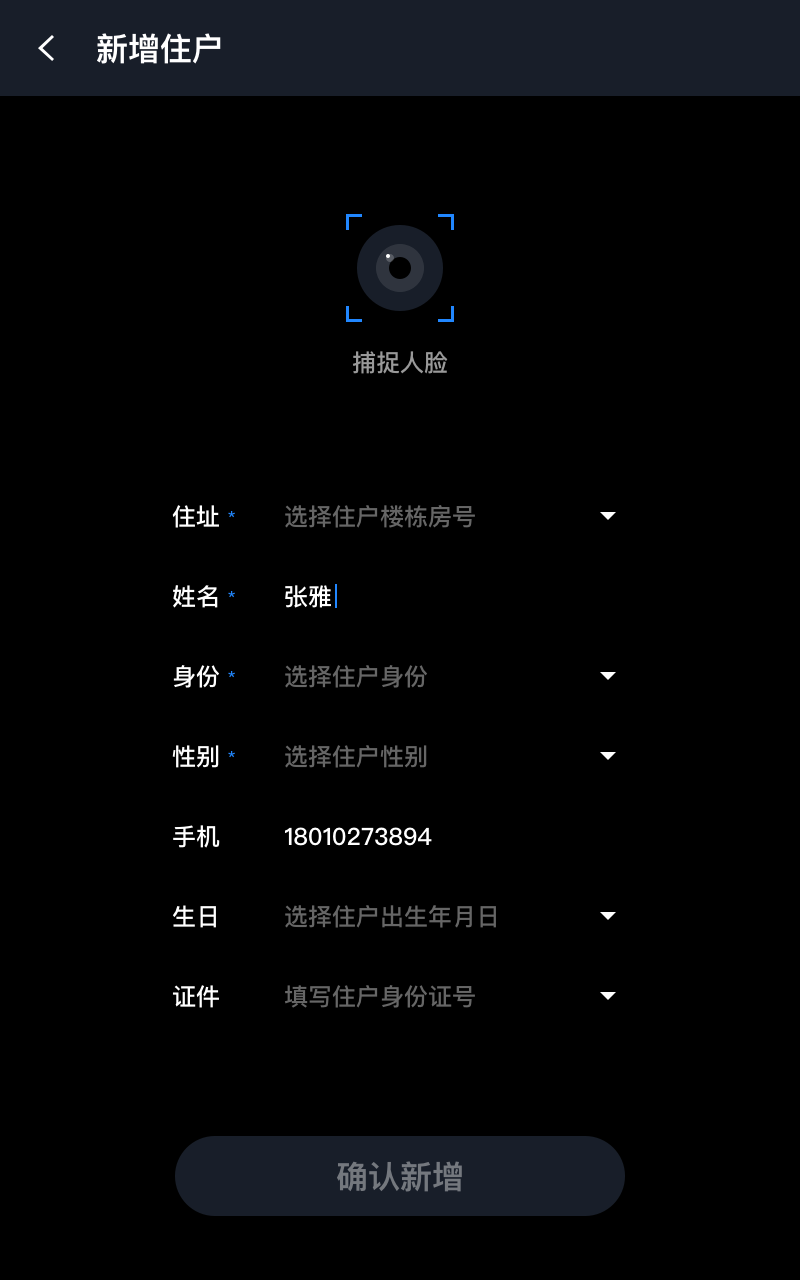 新增住户
捕捉人脸
住址 * 选择住户楼栋房号
姓名 * 张雅
身份 * 选择住户身份
性别 * 选择住户性别
手机 18010273894
生日 选择住户出生年月日
证件 填写住户身份证号
确认新增